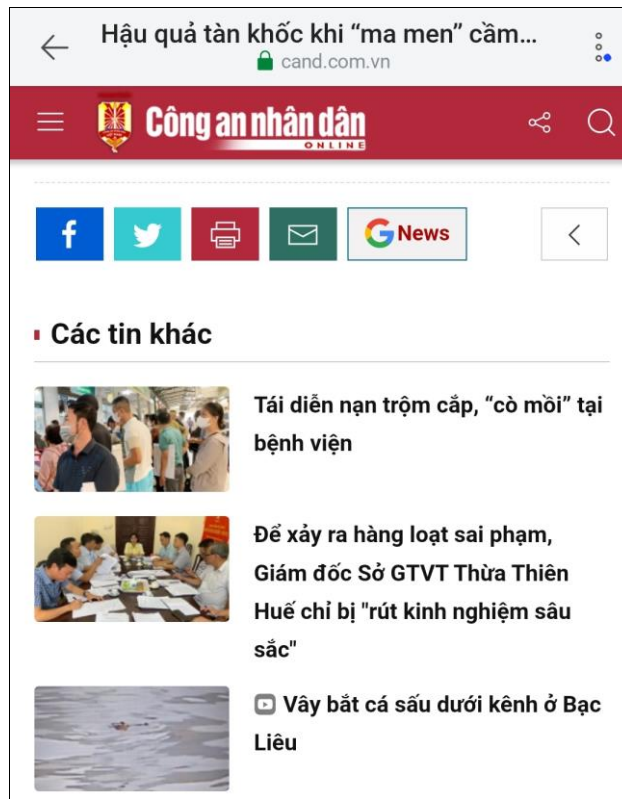 Hậu quả tàn khốc khi “ma men” cầm...
cand.com.vn
Công an nhân dân
ONLINE
f
G News
Các tin khác
Tái diễn nạn trộm cắp, “cò mồi” tại
bệnh viện
Để xảy ra hàng loạt sai phạm,
Giám đốc Sở GTVT Thừa Thiên
Huế chỉ bị "rút kinh nghiệm sâu
sắc"
Vây bắt cá sấu dưới kênh ở Bạc
Liêu